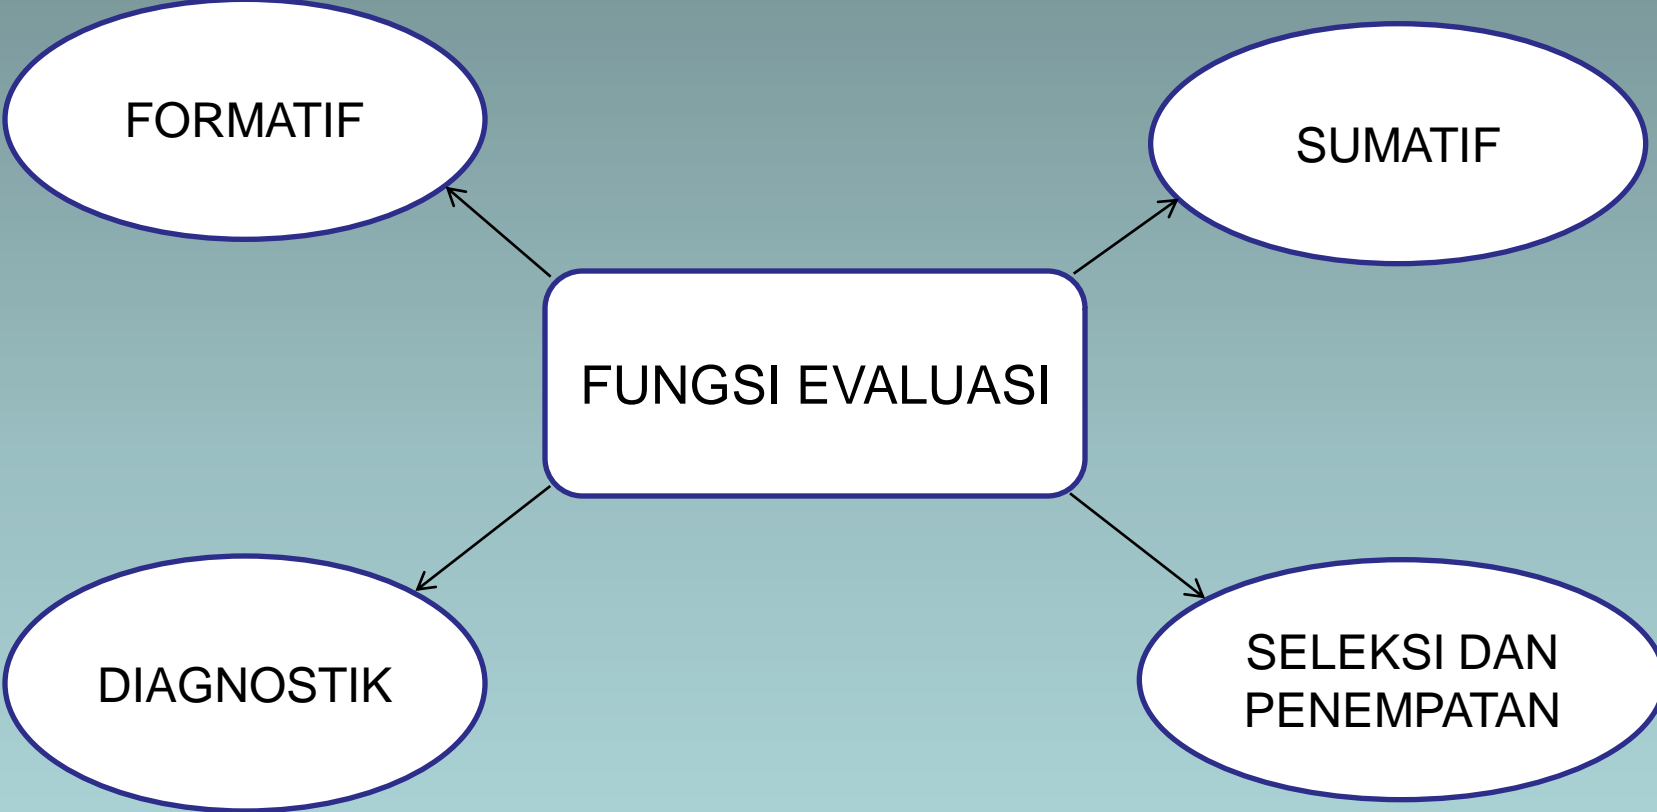 FORMATIF
SUMATIF
FUNGSI EVALUASI
DIAGNOSTIK
SELEKSI DAN
PENEMPATAN